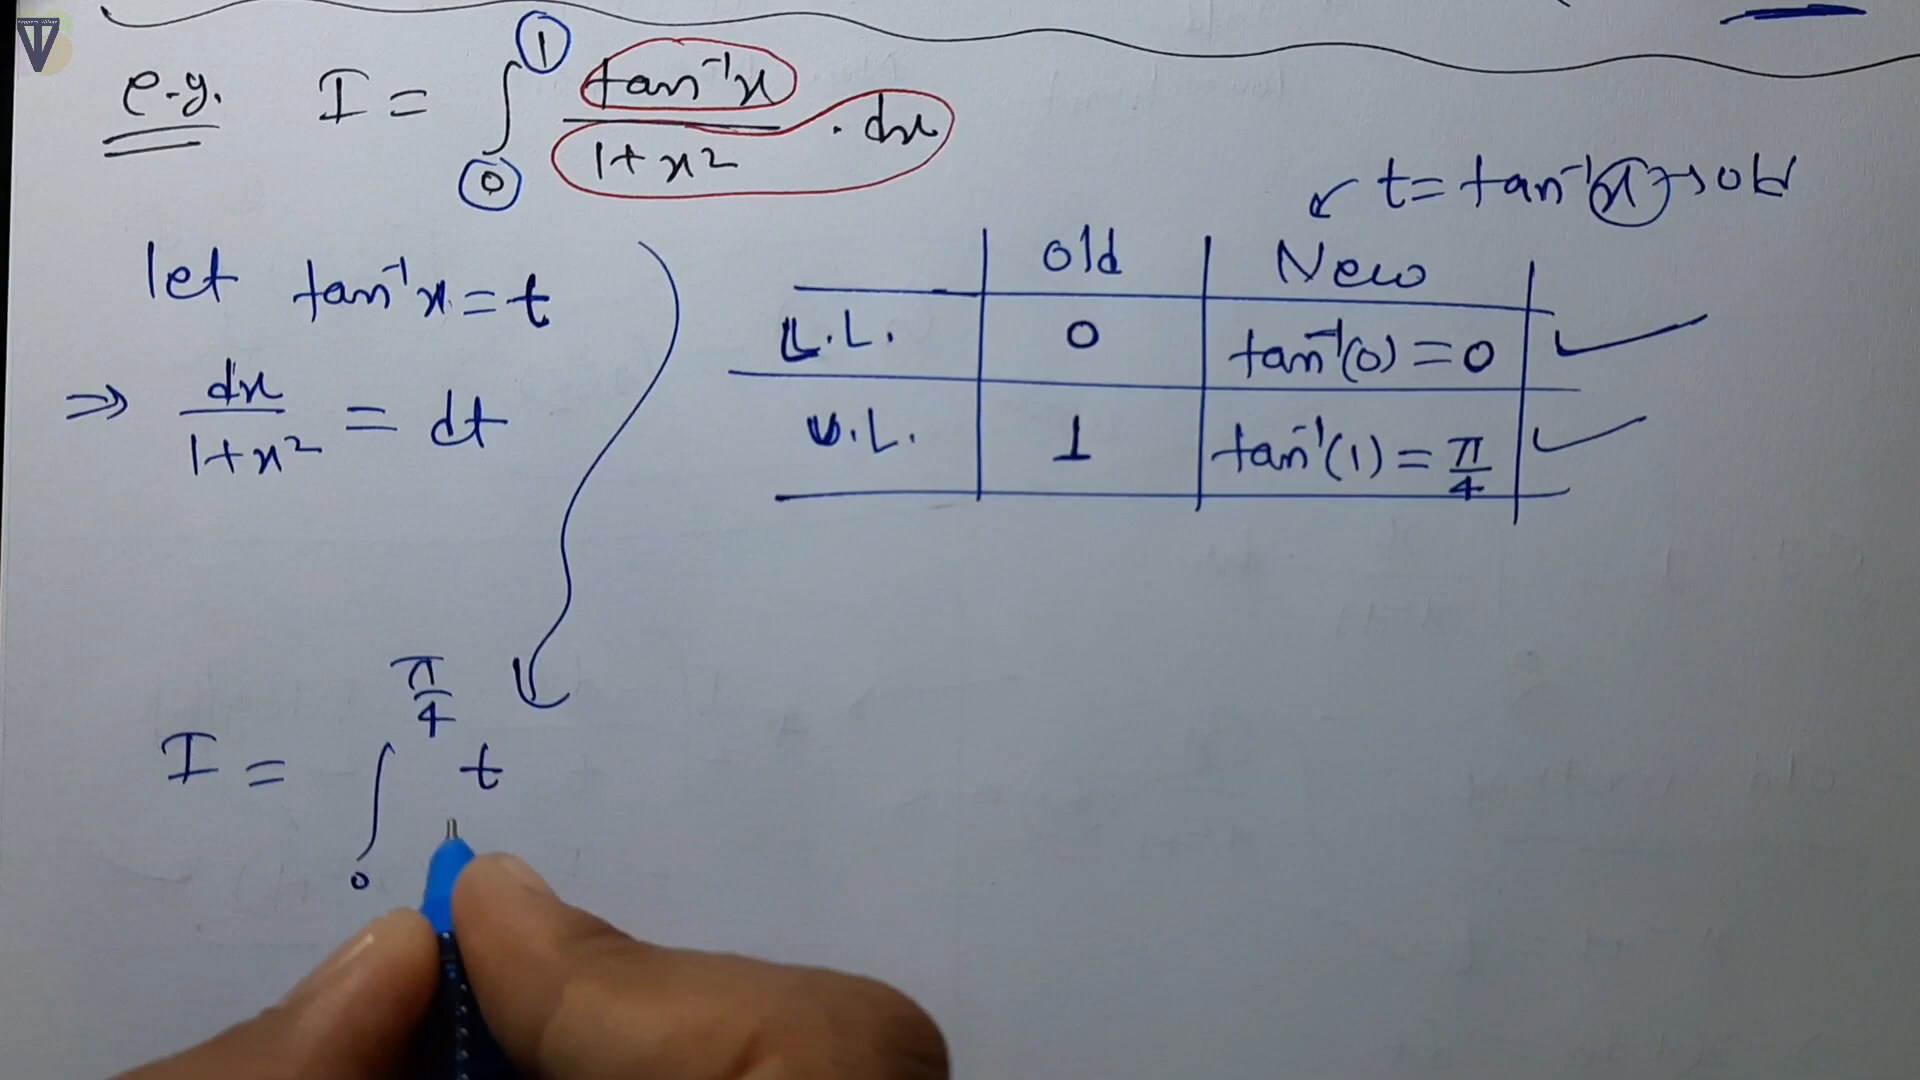 e.g. I = ∫₀¹ tan⁻¹x / 1+x² . dx
t = tan⁻¹x → old
let tan⁻¹x = t
⇒ dx / 1+x² = dt
old New
L.L. 0 tan⁻¹(0) = 0
U.L. 1 tan⁻¹(1) = π/4
I = ∫₀^π/4 t